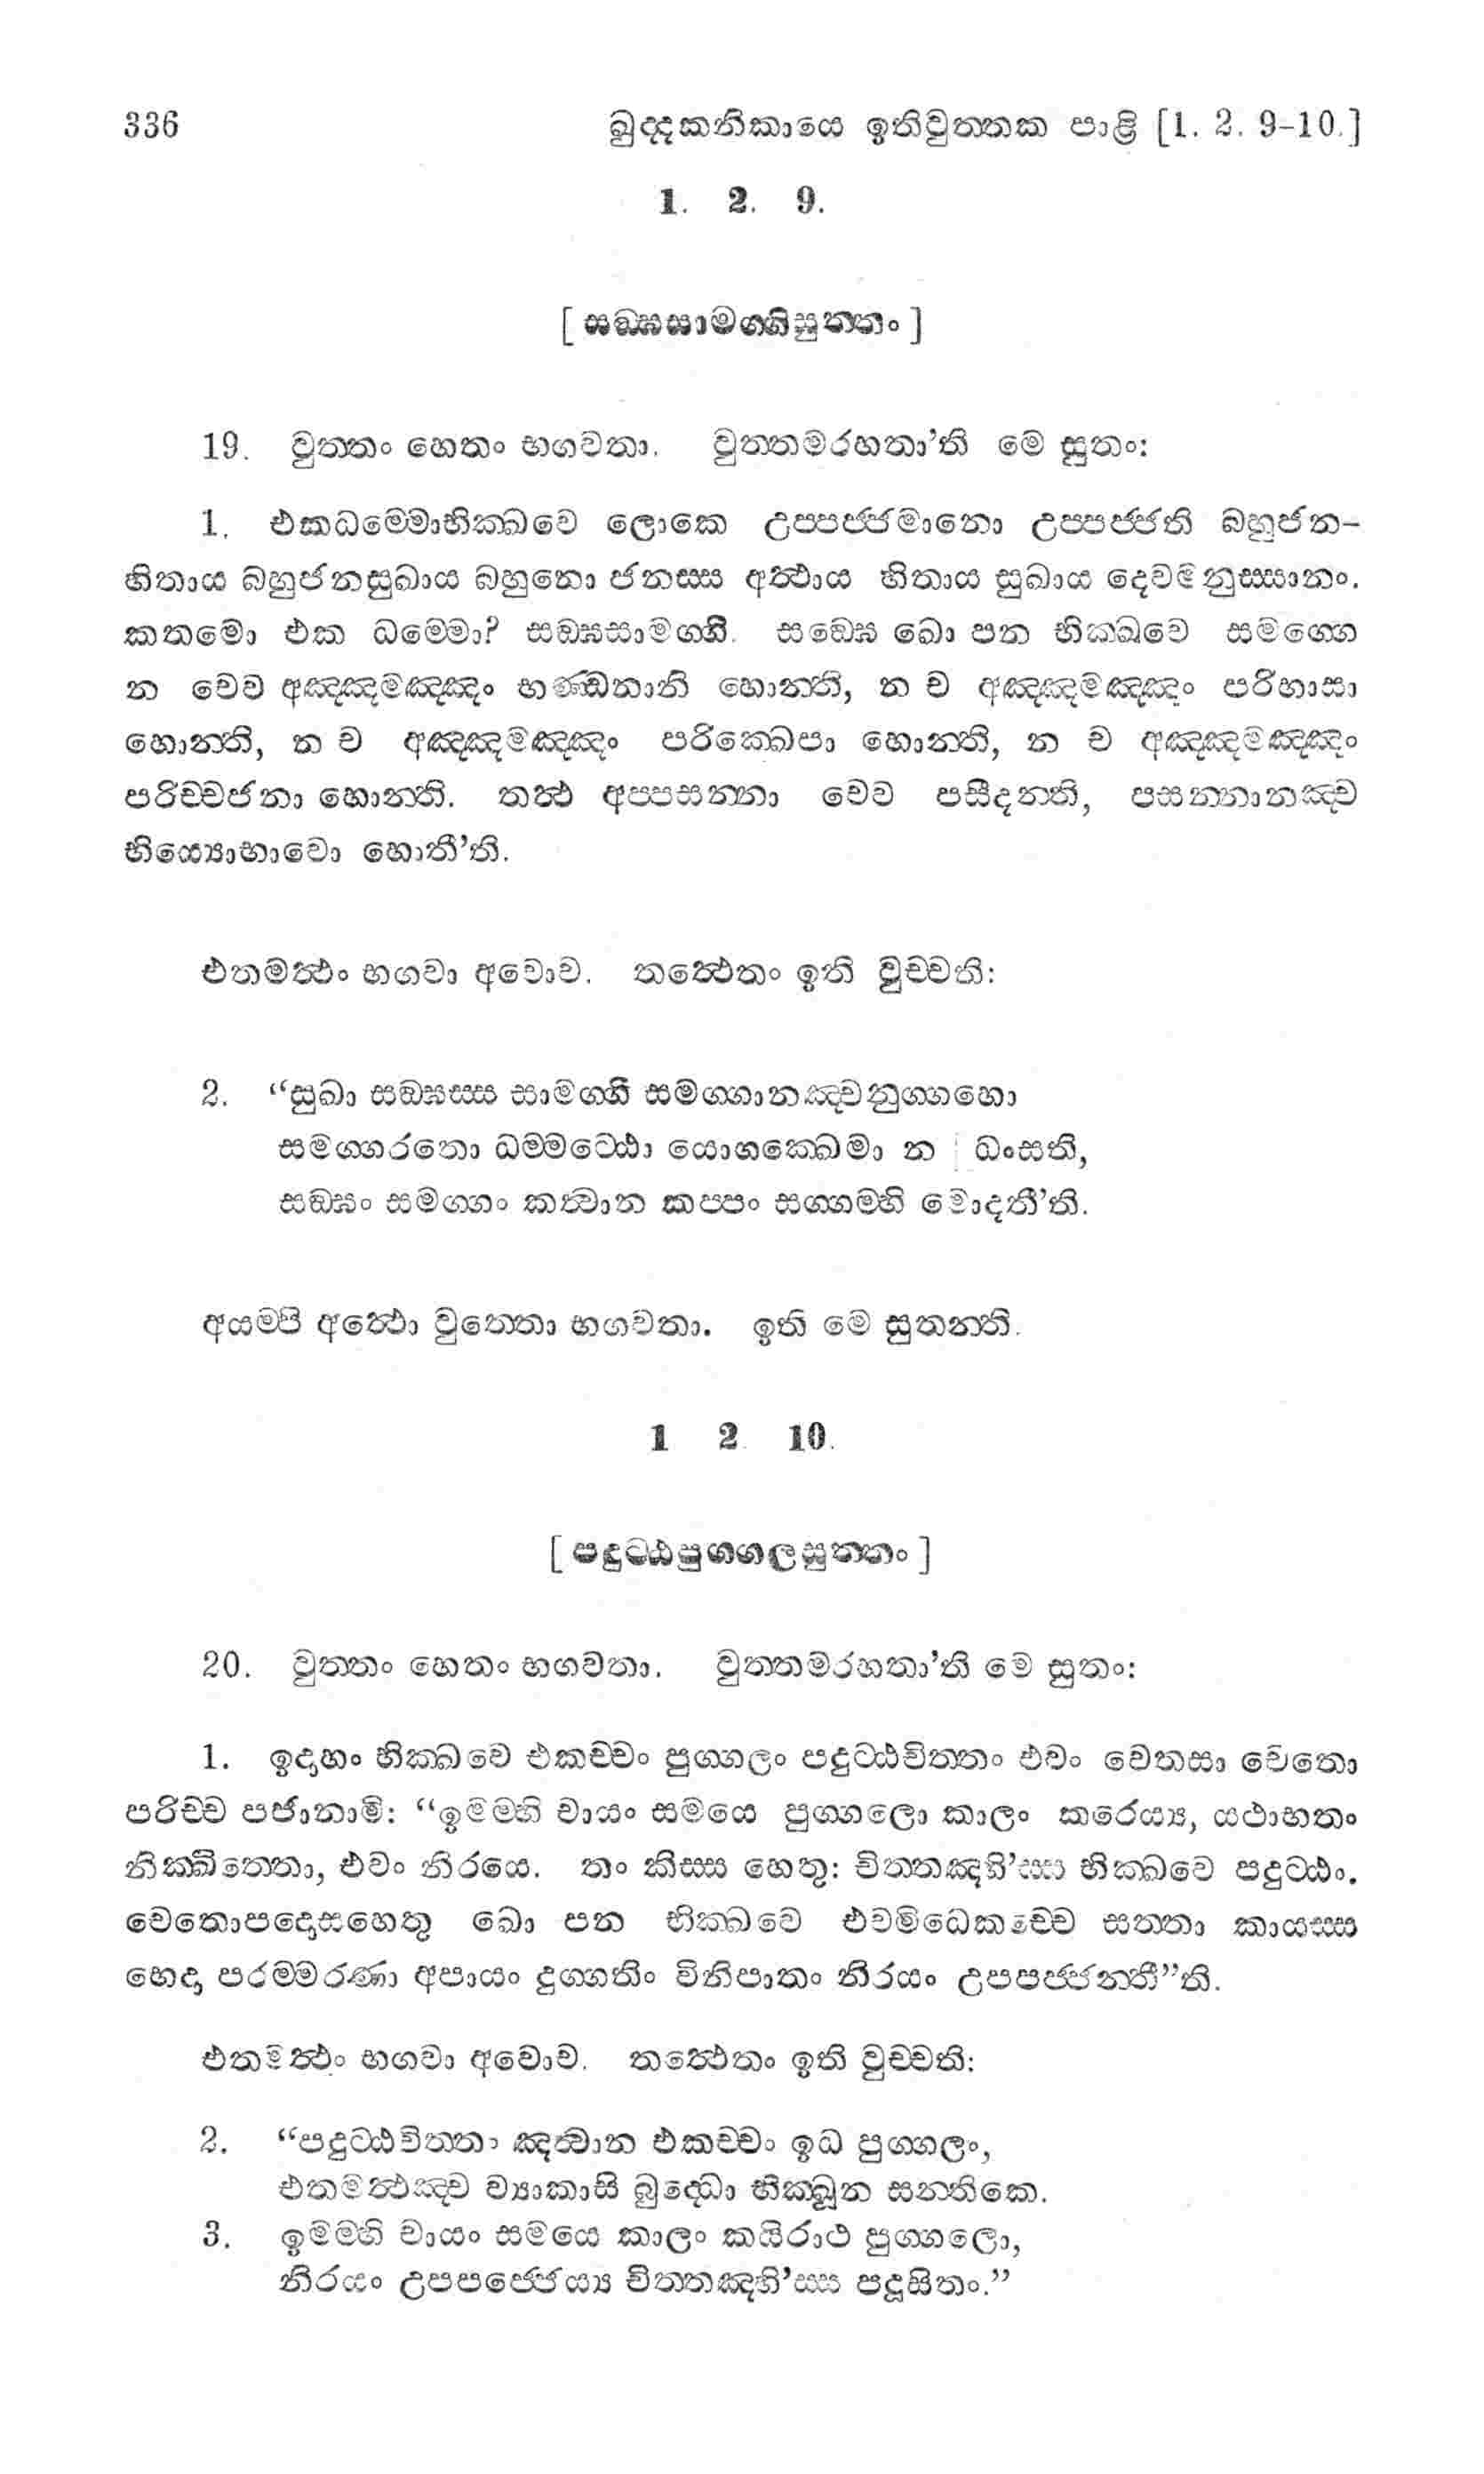 336 ඛුද්දකනිකායෙ ඉතිවුත්තක පාළි [1. 2. 9-10.]
1. 2. 9.
[ සඞ්ඝසාමග්ගිසුත්තං ]
19. වුත්තං හෙතං භගවතා. වුත්තමරහතා’ති මෙ සුතං:
1. එකධම්මොභික්ඛවෙ ලොකෙ උප්පජ්ජමානො උප්පජ්ජති බහුජන-
හිතාය බහුජනසුඛාය බහුනො ජනස්ස අත්ථාය හිතාය සුඛාය දෙවමනුස්සානං.
කතමො එක ධම්මො? සඞ්ඝසාමග්ගී. සඞ්ඝෙ ඛො පන භික්ඛවෙ සමග්ගෙ
න චෙව අඤ්ඤමඤ්ඤං භණ්ඩනානි හොන්ති, න ච අඤ්ඤමඤ්ඤං පරිභාසා
හොන්ති, න ච අඤ්ඤමඤ්ඤං පරික්ඛෙපා හොන්ති, න ච අඤ්ඤමඤ්ඤං
පරිච්චජනා හොන්ති. තත්ථ අප්පසන්නා චෙව පසීදන්ති, පසන්නානඤ්ච
භිය්යොභාවො හොතී’ති.
එතමත්ථං භගවා අවොච. තත්ථෙතං ඉති වුච්චති:
2. “සුඛා සඞ්ඝස්ස සාමග්ගී සමග්ගානඤ්චනුග්ගහො
සමග්ගරතො ධම්මට්ඨො යොගක්ඛෙමා න ධංසති,
සඞ්ඝං සමග්ගං කත්වාන කප්පං සග්ගම්හි මොදතී’ති.
අයම්පි අත්ථො වුත්තො භගවතා. ඉති මෙ සුතන්ති.
1 2 10.
[ පදුට්ඨපුග්ගලසුත්තං ]
20. වුත්තං හෙතං භගවතා. වුත්තමරහතා’ති මෙ සුතං:
1. ඉදාහං භික්ඛවෙ එකච්චං පුග්ගලං පදුට්ඨචිත්තං එවං චෙතසා චෙතො
පරිච්ච පජානාමි: “ඉමම්හි චායං සමයෙ පුග්ගලො කාලං කරෙය්‍ය, යථාභතං
නික්ඛිත්තො, එවං නිරයෙ. තං කිස්ස හෙතු: චිත්තඤ්හි’ස්ස භික්ඛවෙ පදුට්ඨං.
චෙතොපදොසහෙතු ඛො පන භික්ඛවෙ එවමිධෙකච්චෙ සත්තා කායස්ස
භෙදා පරම්මරණා අපායං දුග්ගතිං විනිපාතං නිරයං උපපජ්ජන්තී”ති.
එතමත්ථං භගවා අවොච. තත්ථෙතං ඉති වුච්චති:
2. “පදුට්ඨචිත්තං ඤත්වාන එකච්චං ඉධ පුග්ගලං,
එතමත්ථඤ්ච ව්‍යාකාසි බුද්ධො භික්ඛූන සන්තිකෙ.
3. ඉමම්හි චායං සමයෙ කාලං කයිරාථ පුග්ගලො,
නිරයං උපපජ්ජෙය්‍ය චිත්තඤ්හි’ස්ස පදූසිතං.”